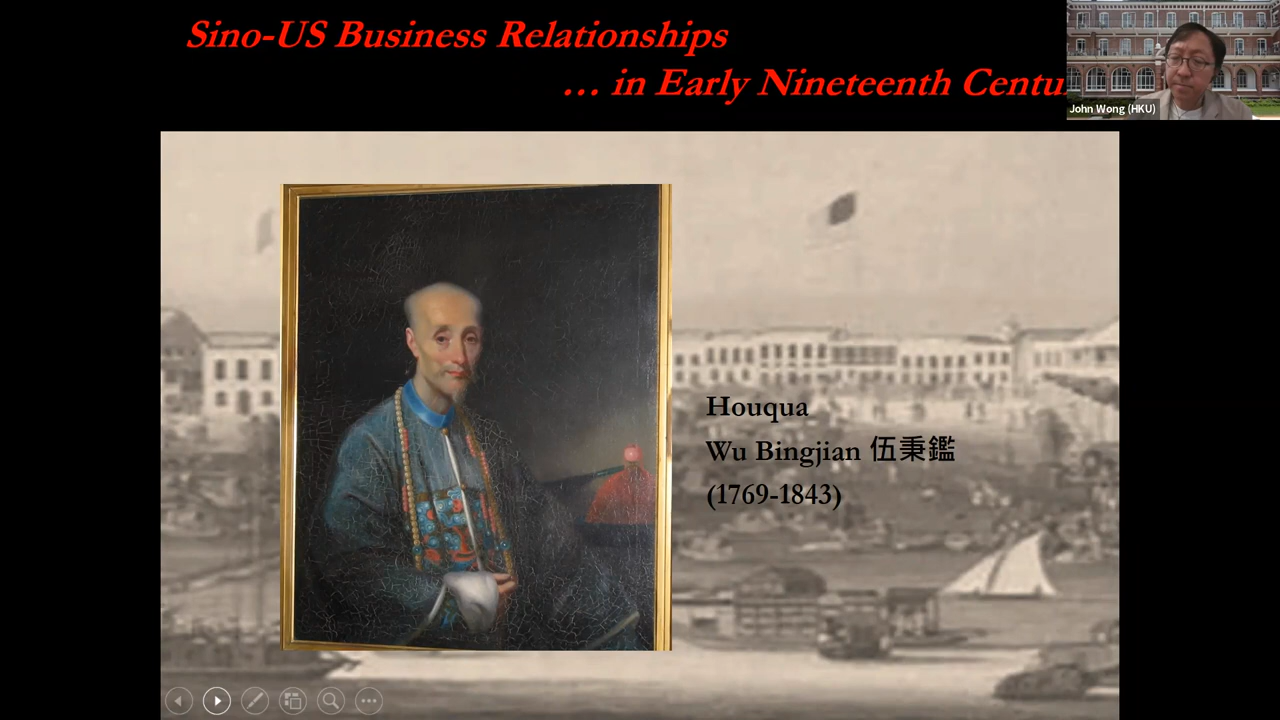 Sino-US Business Relationships
… in Early Nineteenth Centu
John Wong (HKU)
Houqua
Wu Bingjian 伍秉鑑
(1769-1843)